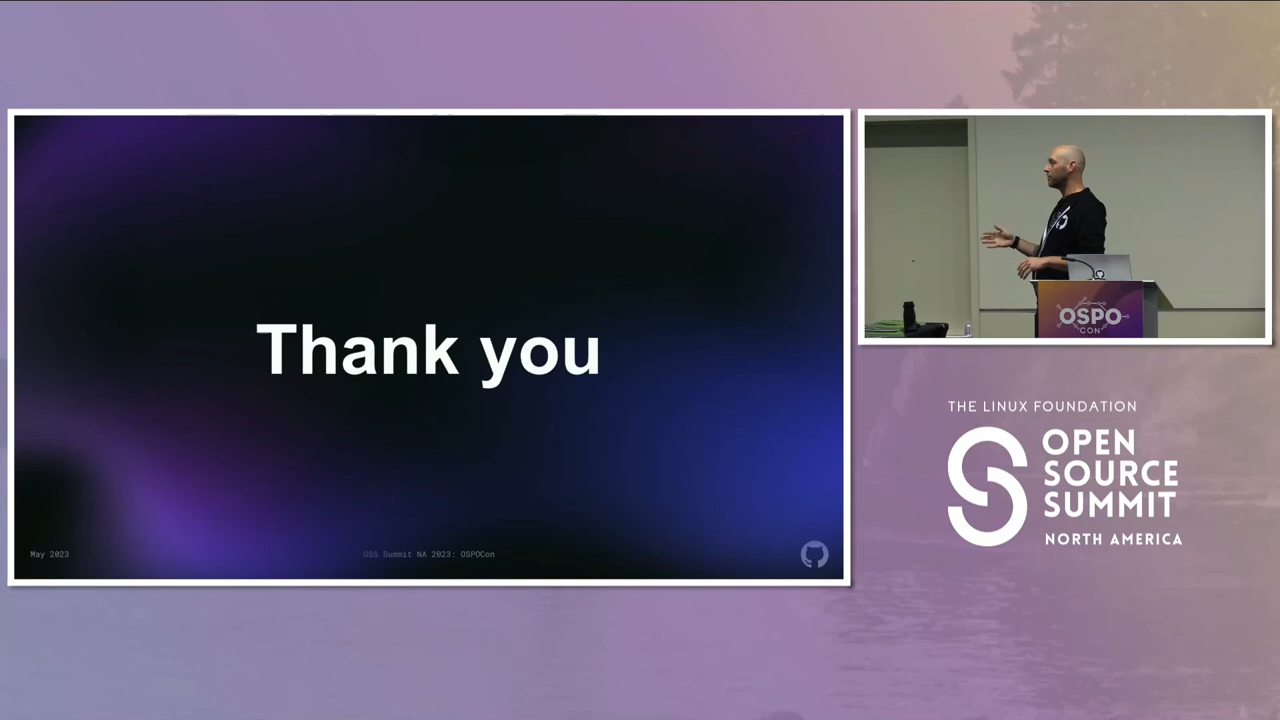 Thank you
May 2023
OSS Summit NA 2023: OSPOCon
OSPO
CON
THE LINUX FOUNDATION
OPEN
SOURCE
SUMMIT
NORTH AMERICA